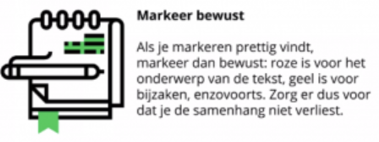 Markeer bewust
Als je markeren prettig vindt,
markeer dan bewust: roze is voor het
onderwerp van de tekst, geel is voor
bijzaken, enzovoorts. Zorg er dus voor
dat je de samenhang niet verliest.